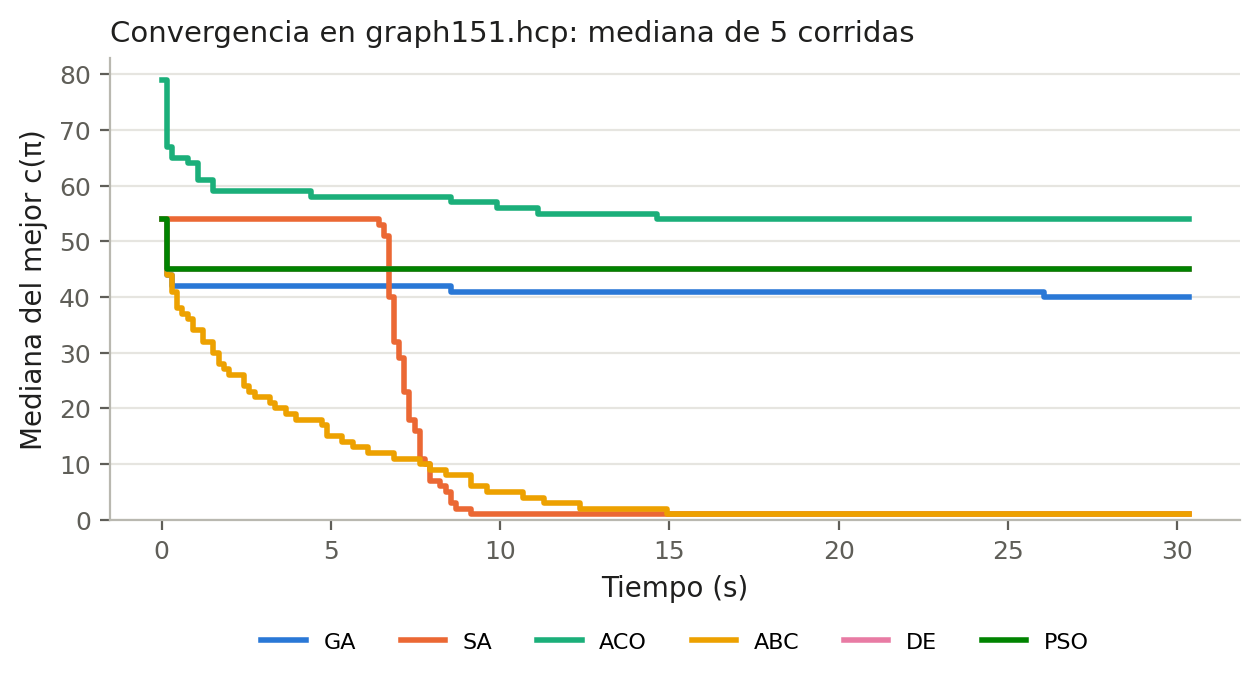 Convergencia en graph151.hcp: mediana de 5 corridas
Mediana del mejor c(π)
80
70
60
50
40
30
20
10
0
0 5 10 15 20 25 30
Tiempo (s)
GA SA ACO ABC DE PSO